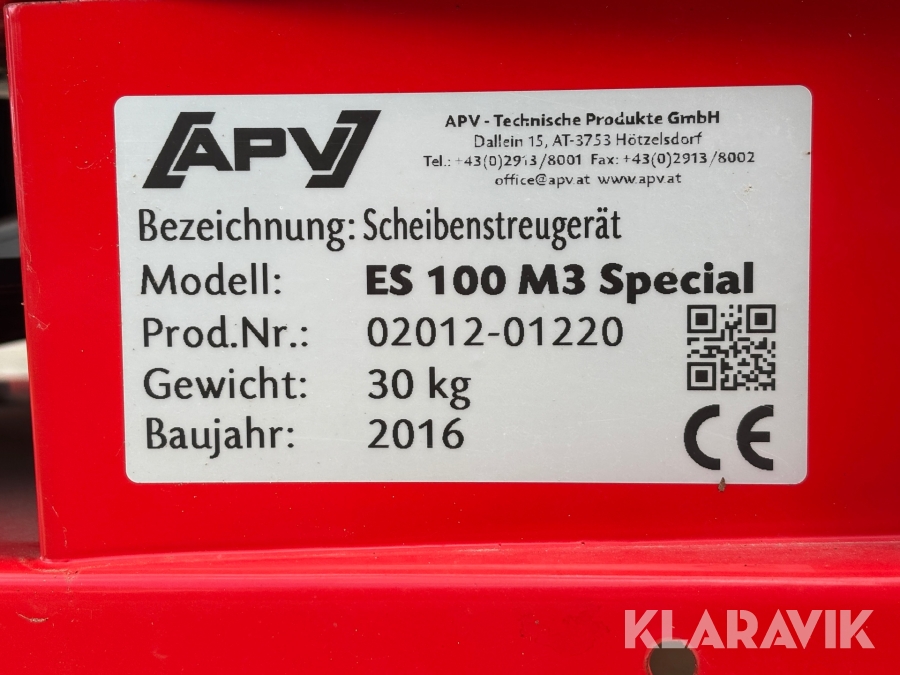 APV
APV - Technische Produkte GmbH
Dallein 15, AT-3753 Hötzelsdorf
Tel.: +43(0)2913/8001 Fax: +43(0)2913/8002
office@apv.at www.apv.at
Bezeichnung: Scheibenstreugerät
Modell: ES 100 M3 Special
Prod.Nr.: 02012-01220
Gewicht: 30 kg
Baujahr: 2016
CE
KLARAVIK